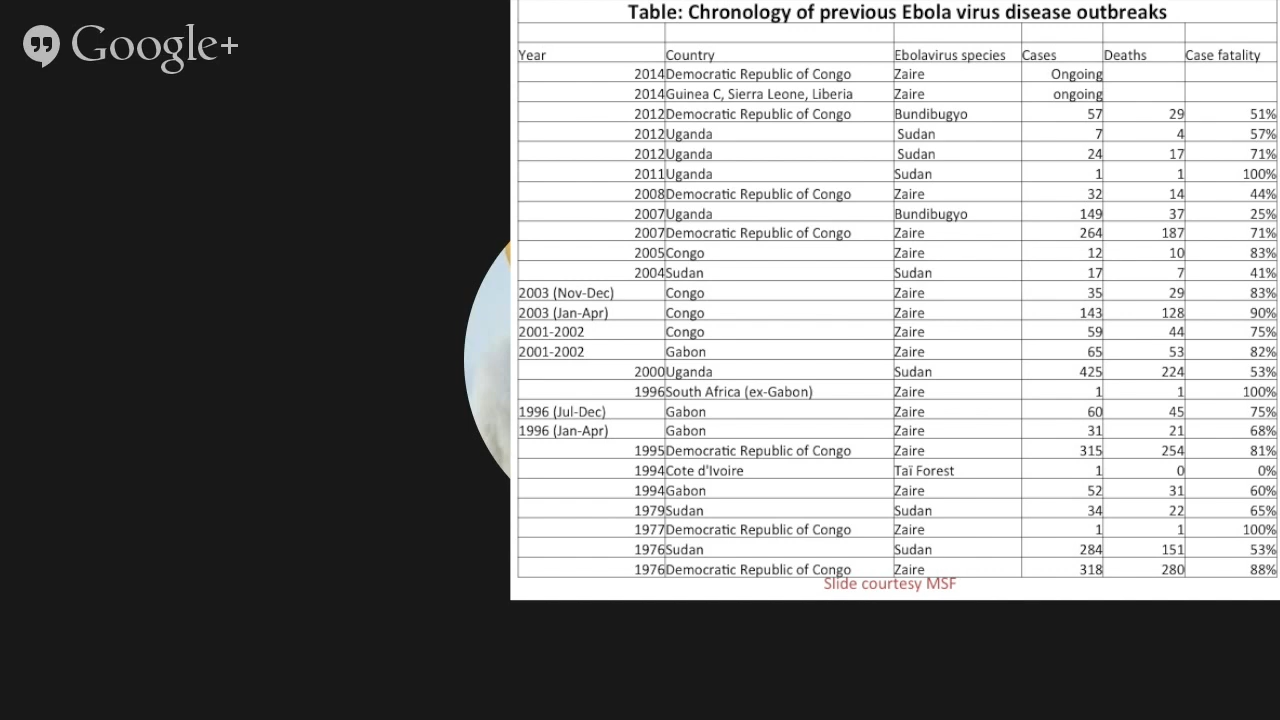 Google+
Table: Chronology of previous Ebola virus disease outbreaks
Year Country Ebolavirus species Cases Deaths Case fatality
2014 Democratic Republic of Congo Zaire Ongoing
2014 Guinea C, Sierra Leone, Liberia Zaire ongoing
2012 Democratic Republic of Congo Bundibugyo 57 29 51%
2012 Uganda Sudan 7 4 57%
2012 Uganda Sudan 24 17 71%
2011 Uganda Sudan 1 1 100%
2008 Democratic Republic of Congo Zaire 32 14 44%
2007 Uganda Bundibugyo 149 37 25%
2007 Democratic Republic of Congo Zaire 264 187 71%
2005 Congo Zaire 12 10 83%
2004 Sudan Sudan 17 7 41%
2003 (Nov-Dec) Congo Zaire 35 29 83%
2003 (Jan-Apr) Congo Zaire 143 128 90%
2001-2002 Congo Zaire 59 44 75%
2001-2002 Gabon Zaire 65 53 82%
2000 Uganda Sudan 425 224 53%
1996 South Africa (ex-Gabon) Zaire 1 1 100%
1996 (Jul-Dec) Gabon Zaire 60 45 75%
1996 (Jan-Apr) Gabon Zaire 31 21 68%
1995 Democratic Republic of Congo Zaire 315 254 81%
1994 Cote d'Ivoire Taï Forest 1 0 0%
1994 Gabon Zaire 52 31 60%
1979 Sudan Sudan 34 22 65%
1977 Democratic Republic of Congo Zaire 1 1 100%
1976 Sudan Sudan 284 151 53%
1976 Democratic Republic of Congo Zaire 318 280 88%
Slide courtesy MSF